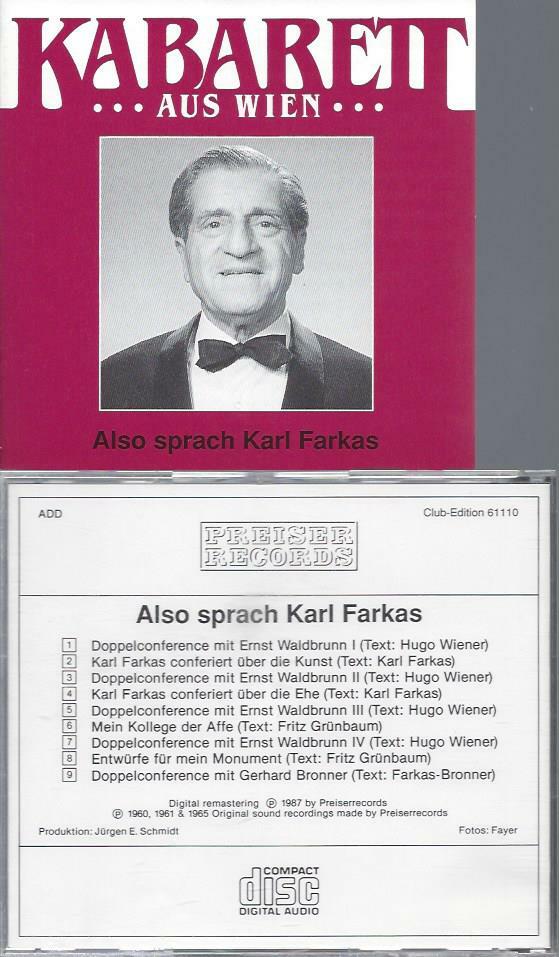 KABARETT
... AUS WIEN ...
Also sprach Karl Farkas
ADD
Club-Edition 61110
PREISER
RECORDS
Also sprach Karl Farkas
1 Doppelconference mit Ernst Waldbrunn I (Text: Hugo Wiener)
2 Karl Farkas conferiert über die Kunst (Text: Karl Farkas)
3 Doppelconference mit Ernst Waldbrunn II (Text: Hugo Wiener)
4 Karl Farkas conferiert über die Ehe (Text: Karl Farkas)
5 Doppelconference mit Ernst Waldbrunn III (Text: Hugo Wiener)
6 Mein Kollege der Affe (Text: Fritz Grünbaum)
7 Doppelconference mit Ernst Waldbrunn IV (Text: Hugo Wiener)
8 Entwürfe für mein Monument (Text: Fritz Grünbaum)
9 Doppelconference mit Gerhard Bronner (Text: Farkas-Bronner)
Digital remastering ℗ 1987 by Preiserrecords
℗ 1960, 1961 & 1965 Original sound recordings made by Preiserrecords
Produktion: Jürgen E. Schmidt
Fotos: Fayer
COMPACT
disc
DIGITAL AUDIO